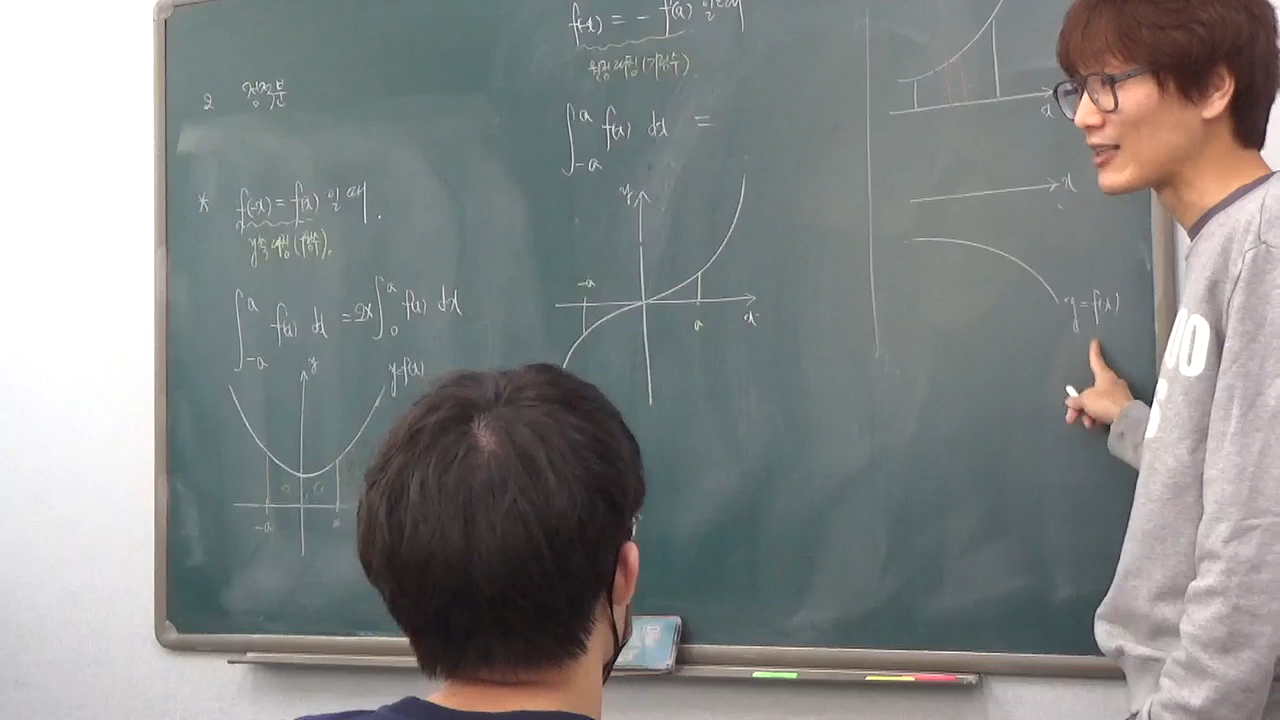 2 정적분
* f(-x) = f(x) 일 때.
y축 대칭 (우함수).
∫_{-a}^{a} f(x) dx = 2×∫_{0}^{a} f(x) dx
y
y=f(x)
-a
a
f(-x) = - f(x) 일 때
원점 대칭 (기함수)
∫_{-a}^{a} f(x) dx =
y
-a
a
x
x
x
y=f(x)